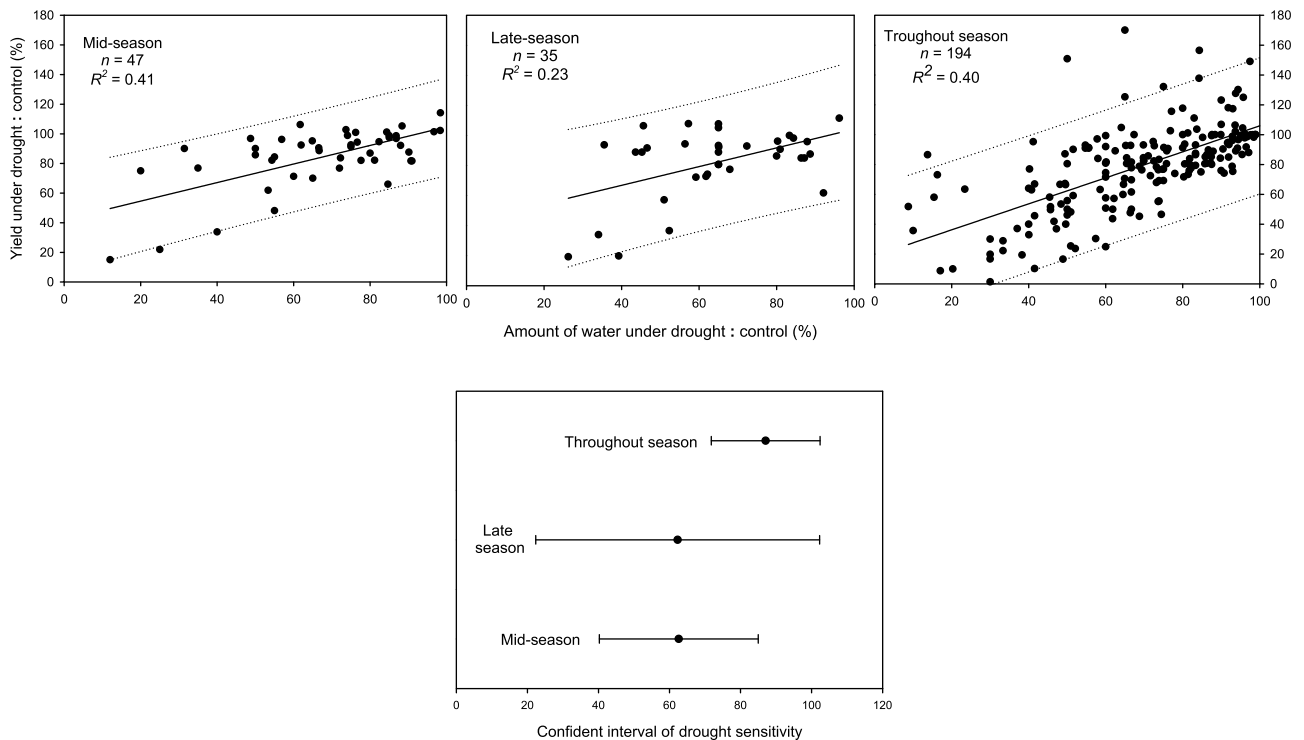 Mid-season
n = 47
R² = 0.41
Late-season
n = 35
R² = 0.23
Troughout season
n = 194
R² = 0.40
Yield under drought : control (%)
180
160
140
120
100
80
60
40
20
0
0 20 40 60 80 100
0 20 40 60 80 100
0 20 40 60 80 100
180
160
140
120
100
80
60
40
20
0
Amount of water under drought : control (%)
Throughout season
Late
season
Mid-season
0 20 40 60 80 100 120
Confident interval of drought sensitivity